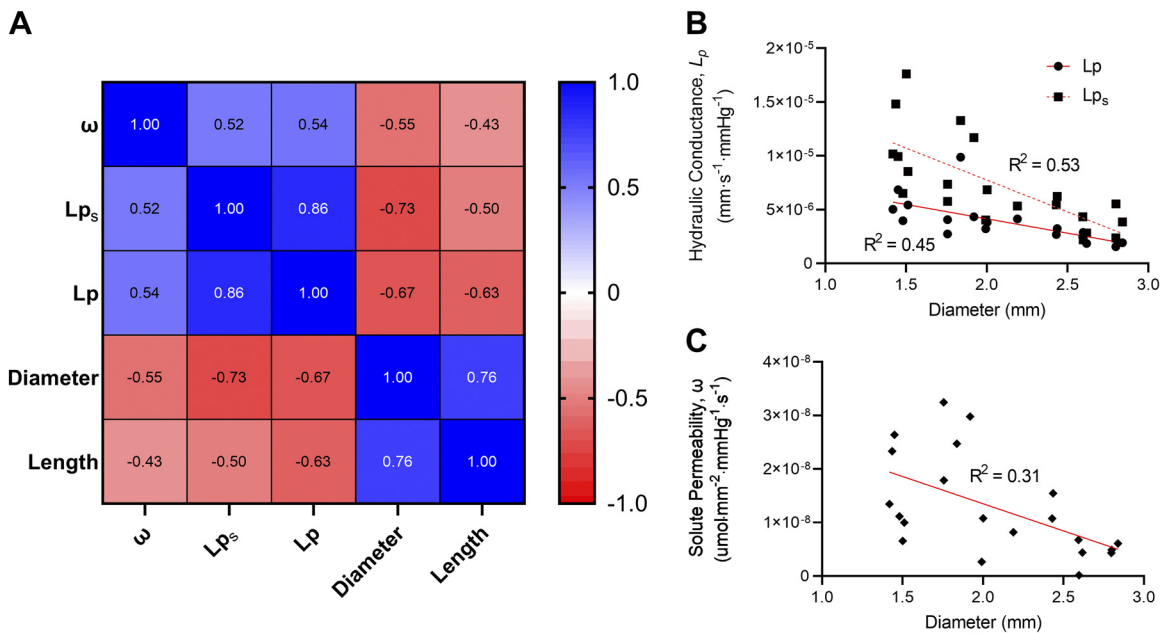 A
ω
Lpₛ
Lp
Diameter
Length
1.00 0.52 0.54 -0.55 -0.43
0.52 1.00 0.86 -0.73 -0.50
0.54 0.86 1.00 -0.67 -0.63
-0.55 -0.73 -0.67 1.00 0.76
-0.43 -0.50 -0.63 0.76 1.00
ω Lpₛ Lp Diameter Length
1.0
0.5
0
-0.5
-1.0
B
Hydraulic Conductance, Lₚ
(mm·s⁻¹·mmHg⁻¹)
2×10⁻⁵
1.5×10⁻⁵
1×10⁻⁵
5×10⁻⁶
0
Lp
Lpₛ
R² = 0.53
R² = 0.45
1.0 1.5 2.0 2.5 3.0
Diameter (mm)
C
Solute Permeability, ω
(umol·mm⁻²·mmHg⁻¹·s⁻¹)
4×10⁻⁸
3×10⁻⁸
2×10⁻⁸
1×10⁻⁸
0
R² = 0.31
1.0 1.5 2.0 2.5 3.0
Diameter (mm)